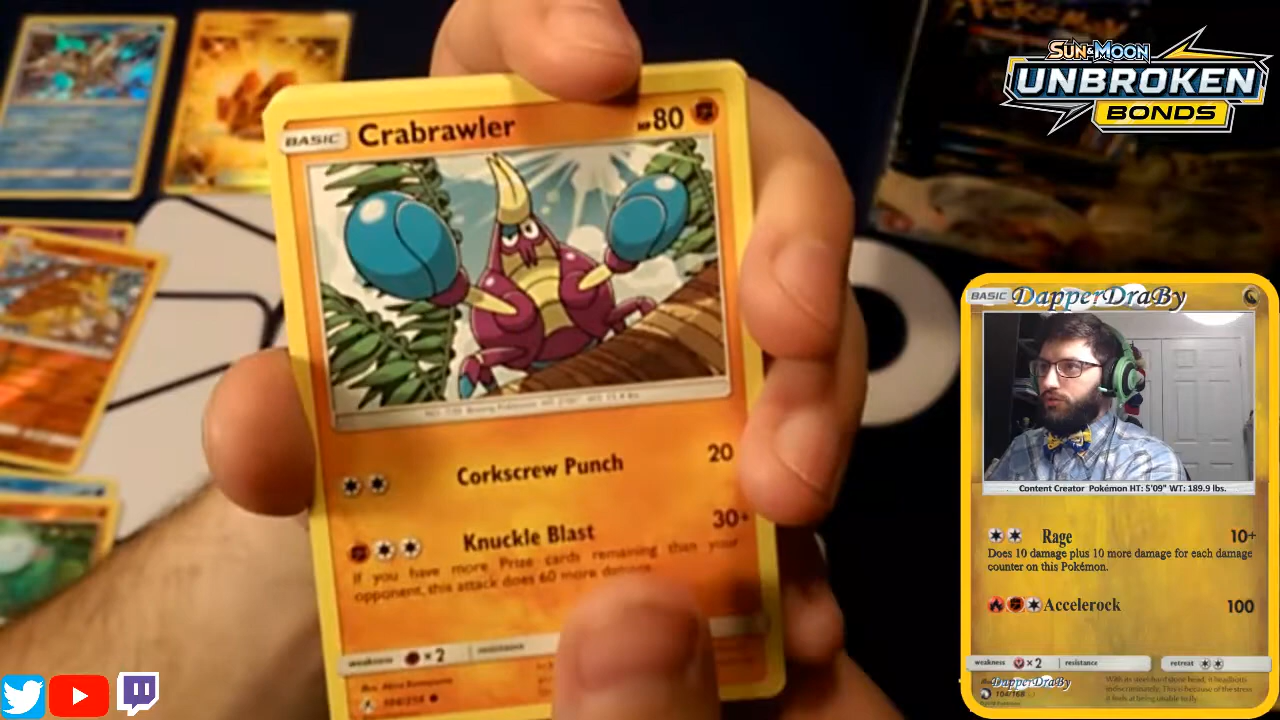 Pokémon
SUN & MOON
UNBROKEN
BONDS
BASIC Crabrawler HP 80
Corkscrew Punch 20
Knuckle Blast 30+
If you have more Prize cards remaining than your
opponent, this attack does 60 more
weakness ×2 resistance
BASIC DapperDraBy
Content Creator Pokémon HT: 5'09" WT: 189.9 lbs.
Rage 10+
Does 10 damage plus 10 more damage for each damage
counter on this Pokémon.
Accelerock 100
weakness ×2 resistance retreat
DapperDraBy
104/168